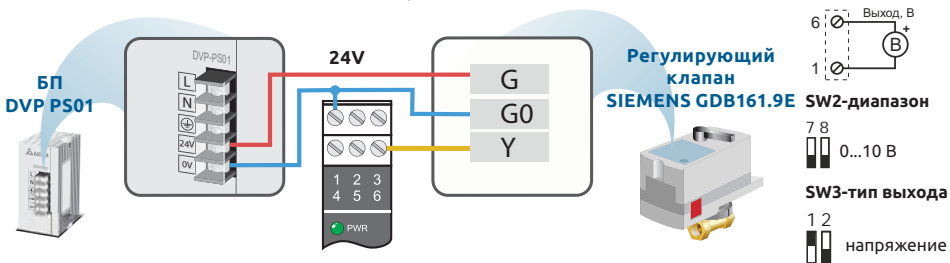 БП
DVP PS01
DVP-PS01
L
N
24V
0V
24V
1 2 3
4 5 6
PWR
G
G0
Y
Регулирующий
клапан
SIEMENS GDB161.9E
6
Выход, В
+
В
1
SW2-диапазон
7 8
0...10 В
SW3-тип выхода
1 2
напряжение